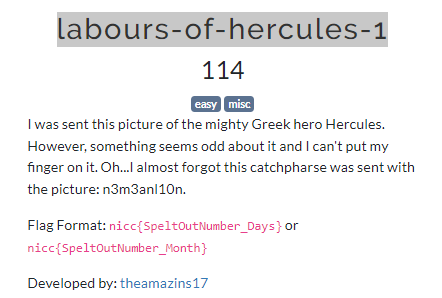 labours-of-hercules-1
114
easy misc
I was sent this picture of the mighty Greek hero Hercules.
However, something seems odd about it and I can't put my
finger on it. Oh...I almost forgot this catchpharse was sent with
the picture: n3m3anl10n.
Flag Format: nicc{SpeltOutNumber_Days} or
nicc{SpeltOutNumber_Month}
Developed by: theamazins17